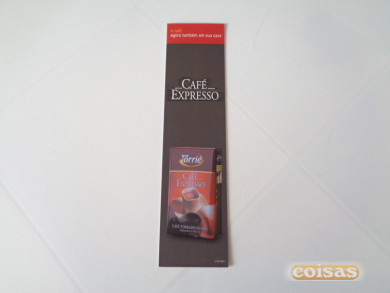 agora também em sua casa
CAFÉ
EXPRESSO
Torrié
Café
Expresso
coisas